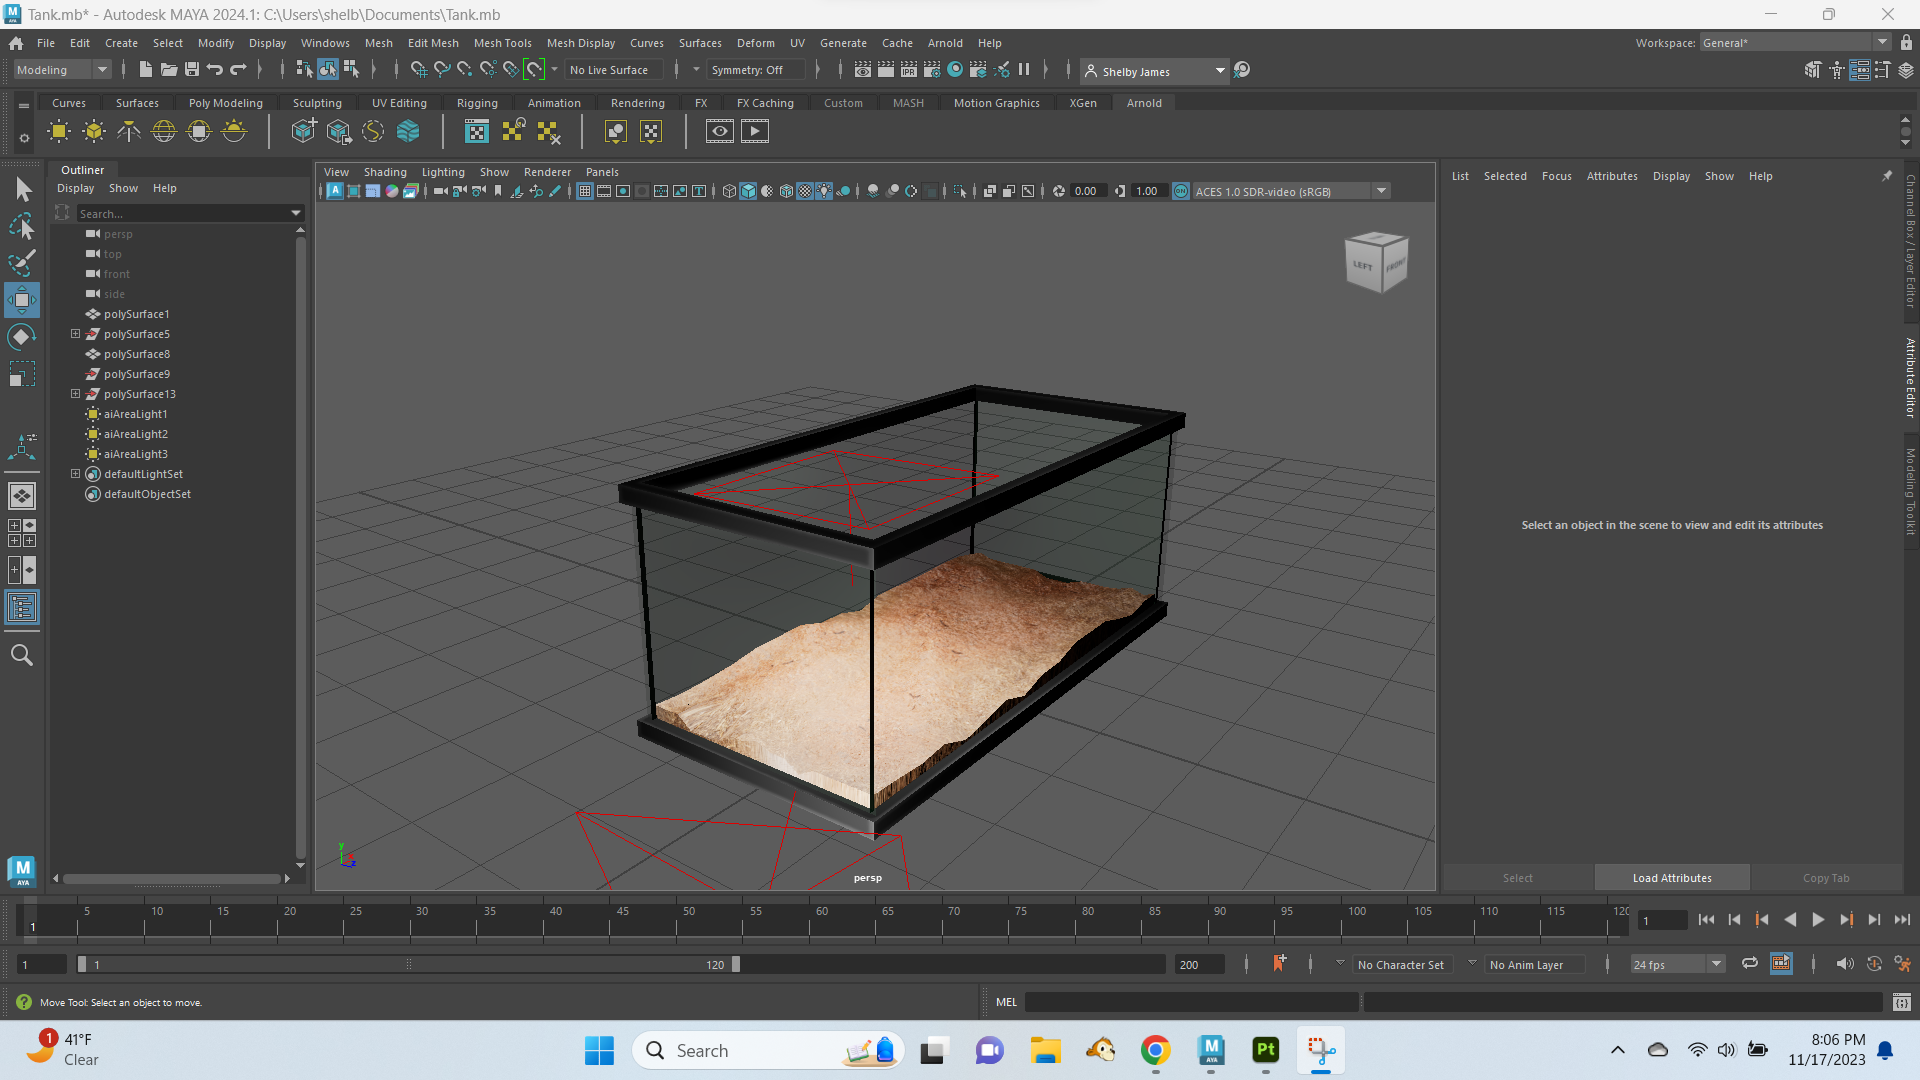 Tank.mb* - Autodesk MAYA 2024.1: C:\Users\shelb\Documents\Tank.mb
File Edit Create Select Modify Display Windows Mesh Edit Mesh Mesh Tools Mesh Display Curves Surfaces Deform UV Generate Cache Arnold Help
Workspace: General*
Modeling No Live Surface Symmetry: Off IPR Shelby James
Curves Surfaces Poly Modeling Sculpting UV Editing Rigging Animation Rendering FX FX Caching Custom MASH Motion Graphics XGen Arnold
Outliner
Display Show Help
Search...
persp
top
front
side
polySurface1
polySurface5
polySurface8
polySurface9
polySurface13
aiAreaLight1
aiAreaLight2
aiAreaLight3
defaultLightSet
defaultObjectSet
View Shading Lighting Show Renderer Panels
0.00 1.00 ON ACES 1.0 SDR-video (sRGB)
LEFT FRONT
y
z
persp
List Selected Focus Attributes Display Show Help
Select an object in the scene to view and edit its attributes
Select Load Attributes Copy Tab
Channel Box / Layer Editor
Attribute Editor
Modeling Toolkit
M
AYA
5 10 15 20 25 30 35 40 45 50 55 60 65 70 75 80 85 90 95 100 105 110 115 120
1 1
1 1 120 200 No Character Set No Anim Layer 24 fps
Move Tool: Select an object to move. MEL
1 41°F
Clear
Search
M
AYA
Pt
8:06 PM
11/17/2023